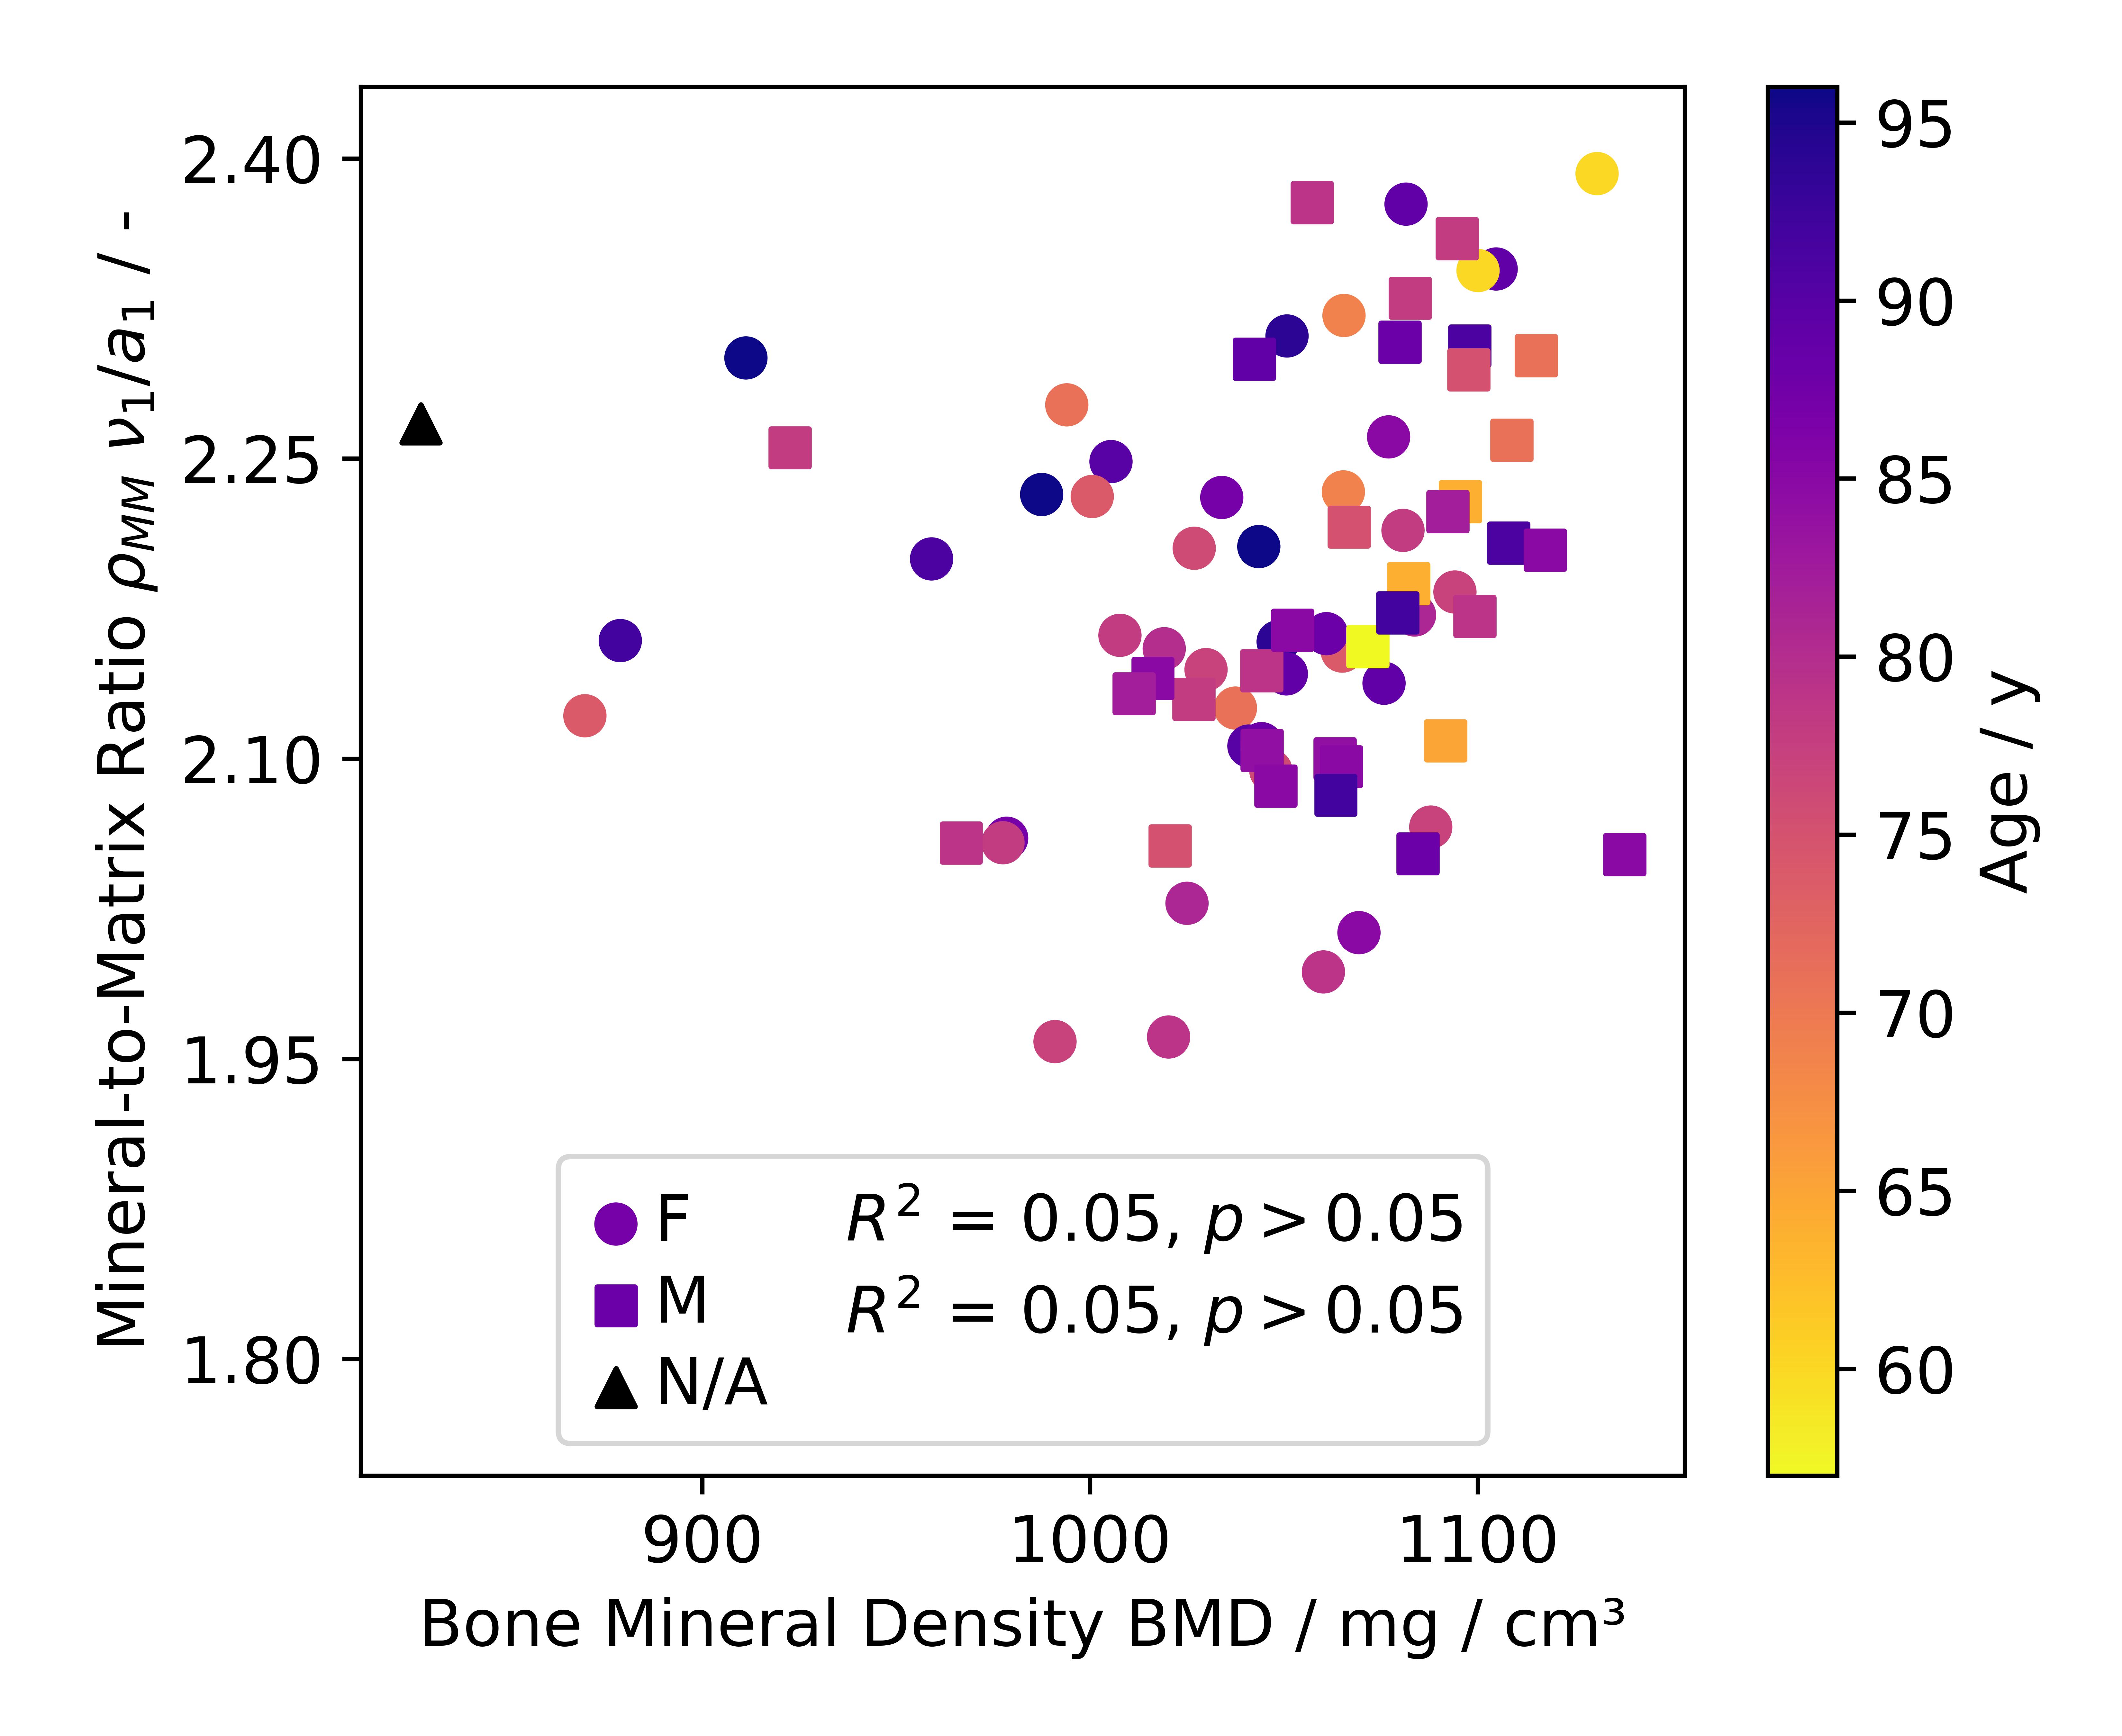 Mineral-to-Matrix Ratio ρMM ν1/a1 / -
2.40
2.25
2.10
1.95
1.80
F R² = 0.05, p > 0.05
M R² = 0.05, p > 0.05
N/A
900 1000 1100
Bone Mineral Density BMD / mg / cm³
95
90
85
80
75
70
65
60
Age / y